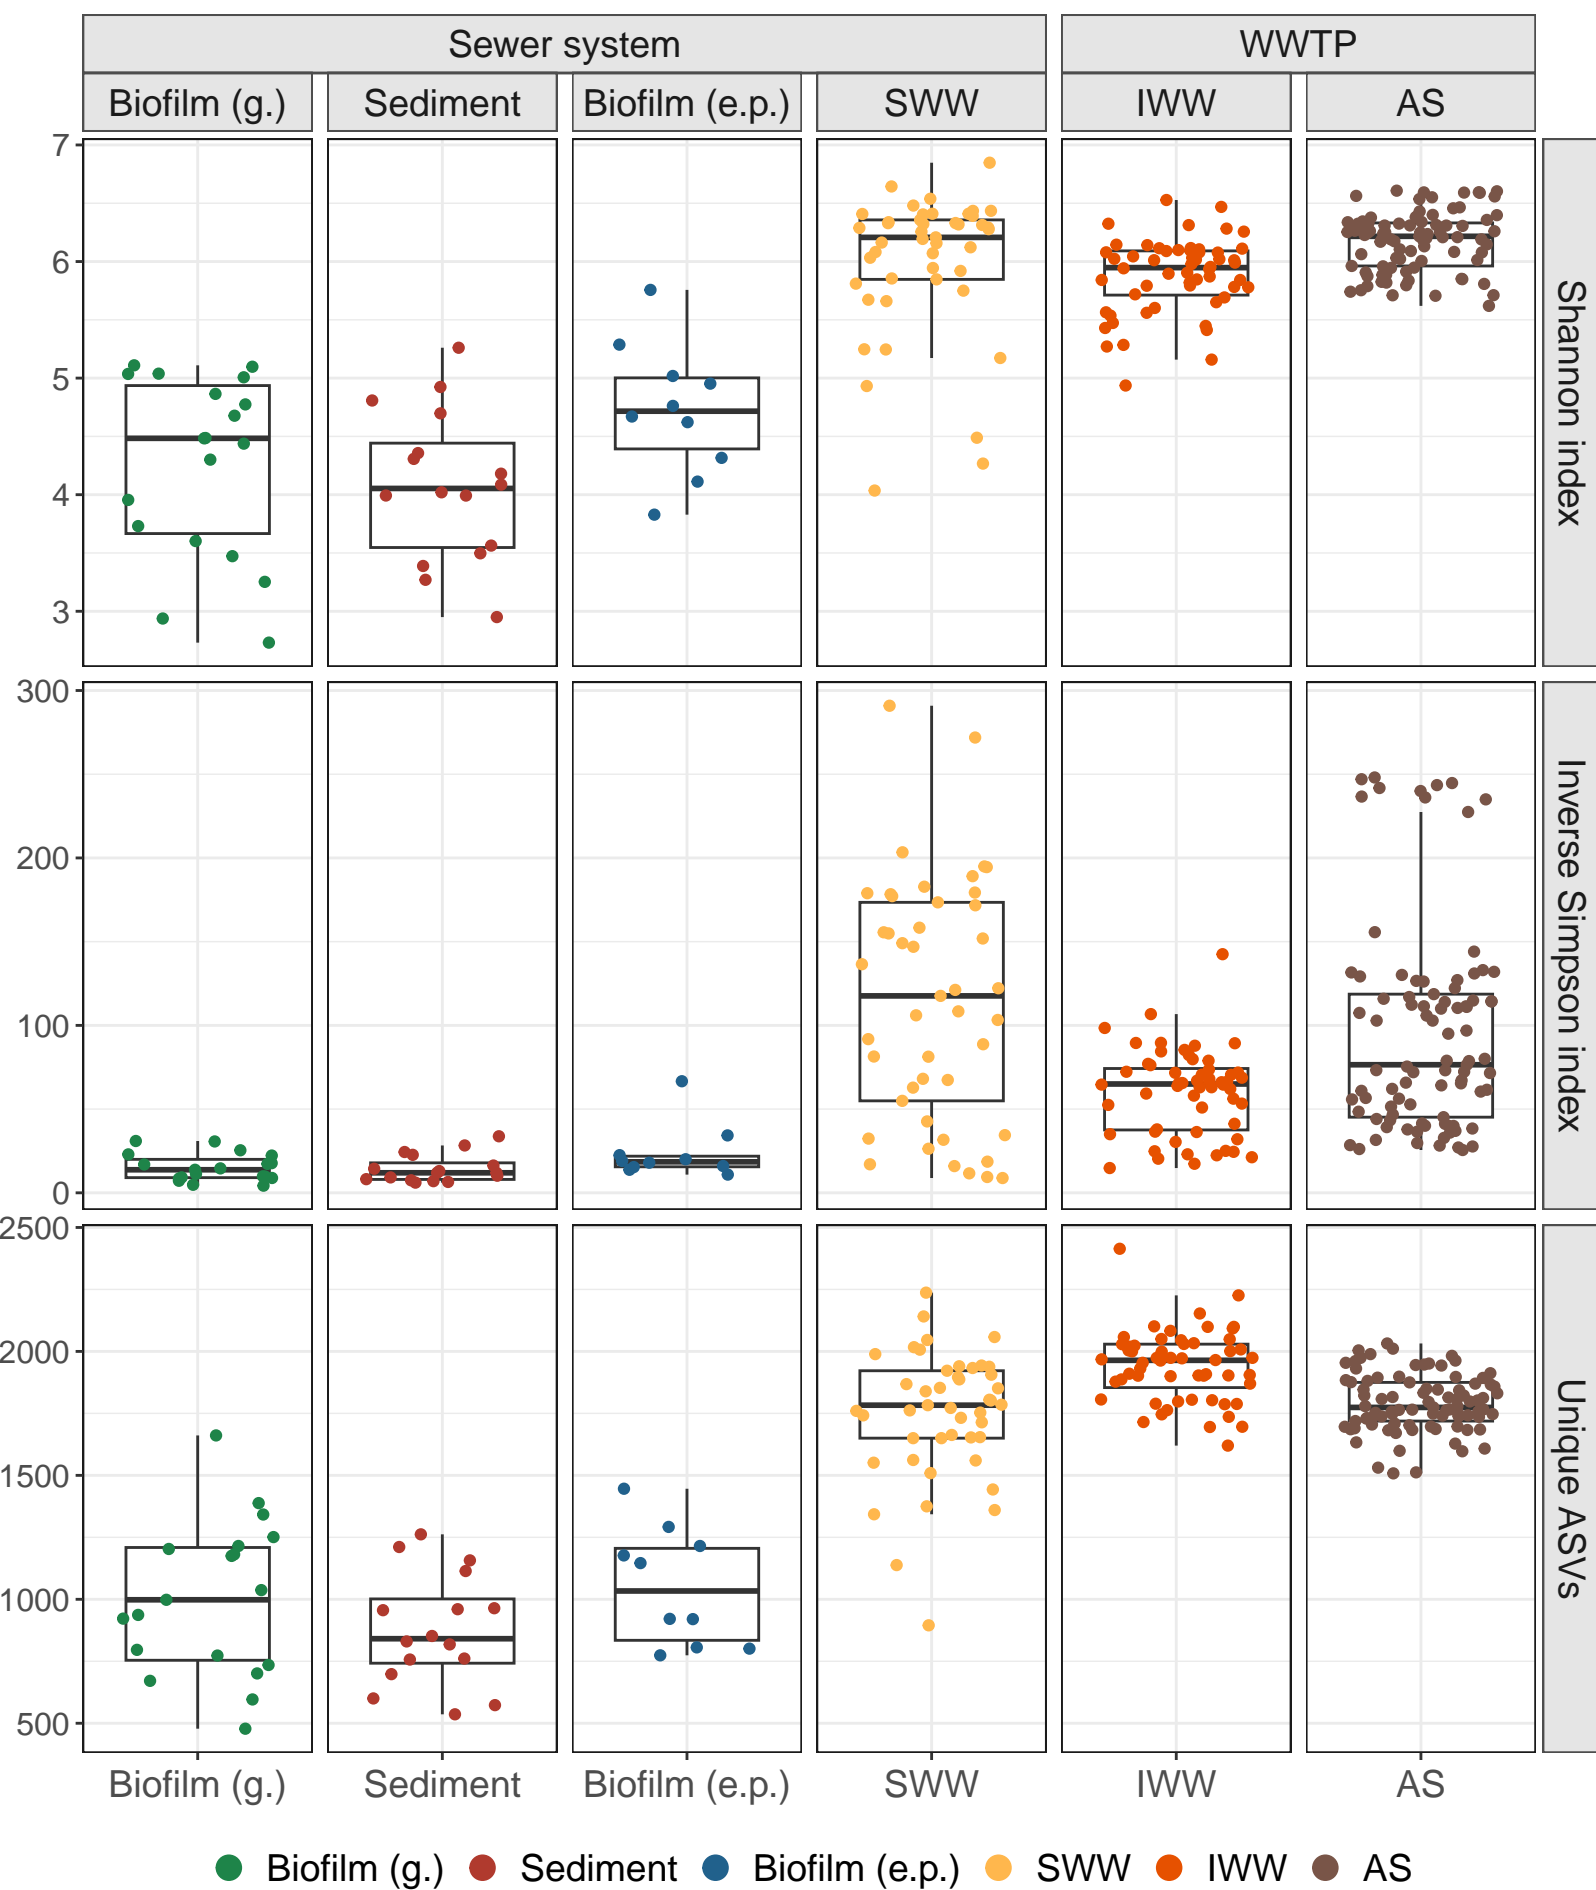 Sewer system WWTP
Biofilm (g.) Sediment Biofilm (e.p.) SWW IWW AS
7
6
5
4
3
Shannon index
300
200
100
0
Inverse Simpson index
2500
2000
1500
1000
500
Unique ASVs
Biofilm (g.) Sediment Biofilm (e.p.) SWW IWW AS
Biofilm (g.) Sediment Biofilm (e.p.) SWW IWW AS